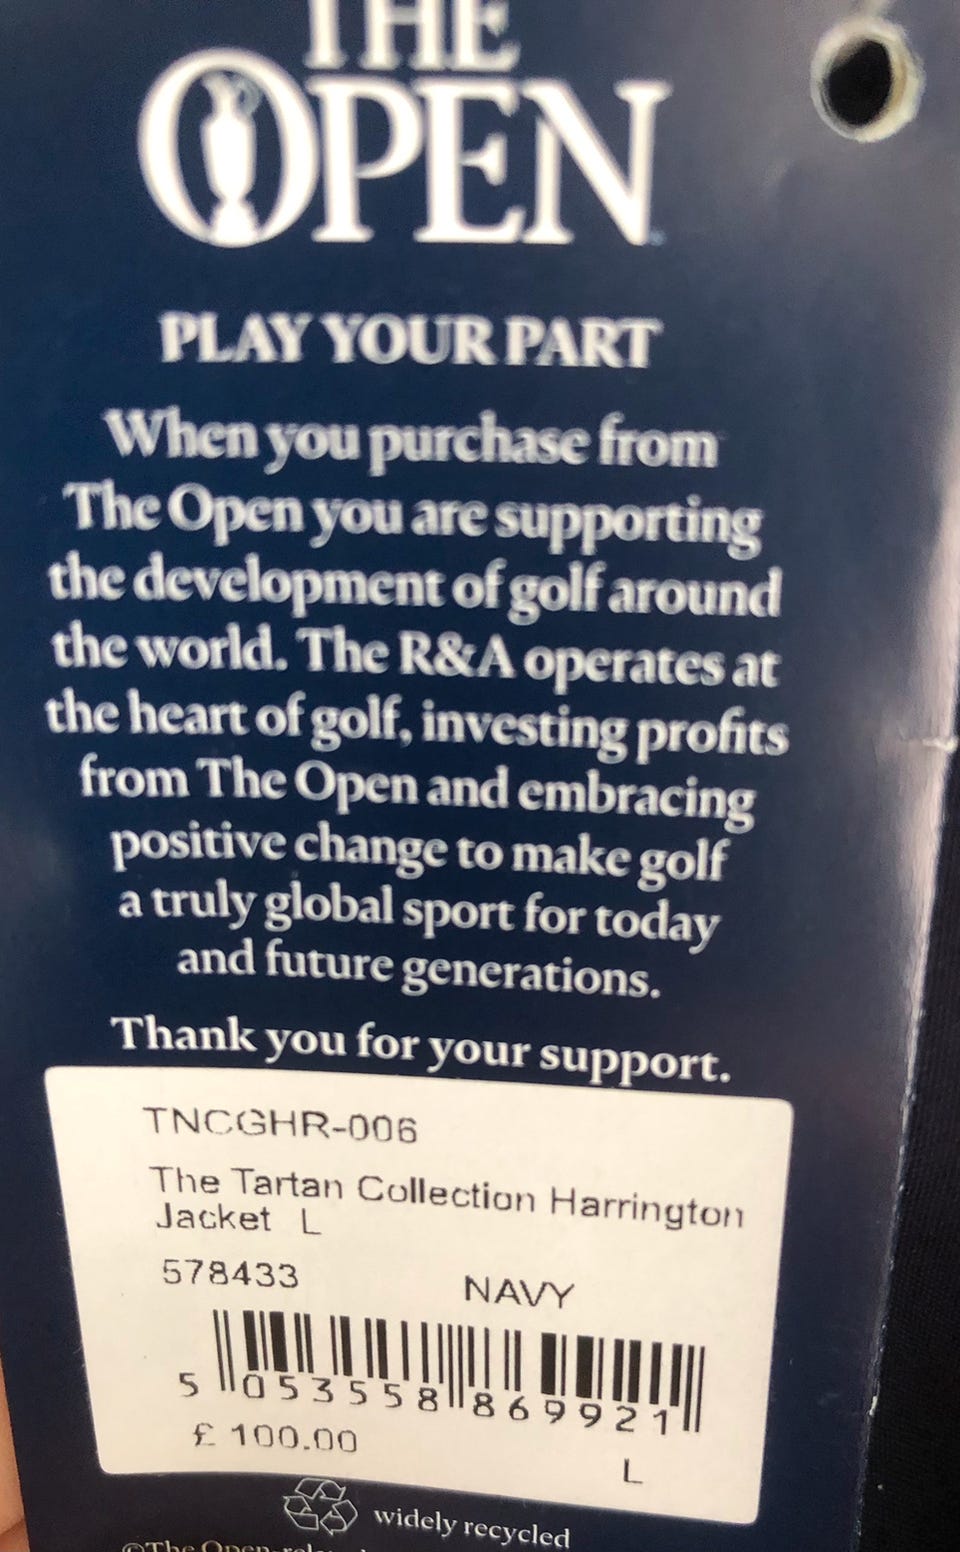 THE
OPEN
PLAY YOUR PART
When you purchase from
The Open you are supporting
the development of golf around
the world. The R&A operates at
the heart of golf, investing profits
from The Open and embracing
positive change to make golf
a truly global sport for today
and future generations.
Thank you for your support.
TNCGHR-006
The Tartan Collection Harrington
Jacket L
578433 NAVY
5 053558 869921
£ 100.00
L
widely recycled
©The Open